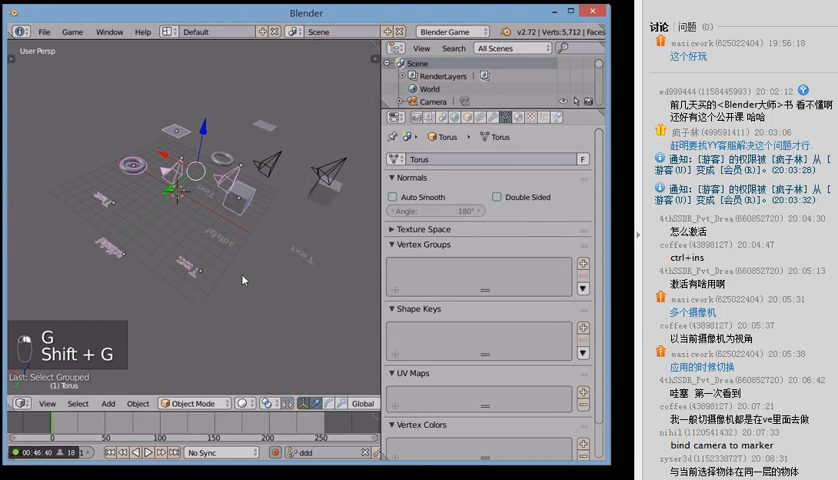 Blender
File
Game
Window
Help
Default
Scene
Blender Game
v2.72 | Verts:5,712 | Faces
User Persp
View
Search
All Scenes
Scene
RenderLayers
World
Camera
Torus
Torus
Torus
F
Normals
Auto Smooth
Double Sided
Angle:
180°
Texture Space
Vertex Groups
Shape Keys
UV Maps
Vertex Colors
Text
Text
G
Shift + G
Last: Select Grouped
(1) Torus
View
Select
Add
Object
Object Mode
Global
0
50
100
150
200
250
00:46:40
18
No Sync
ddd
讨论
问题 (0)
masicwork(625022404) 19:56:18
这个好玩
wd999444(1158445993) 20:02:12
前几天买的<Blender大师>书 看不懂啊
还好有这个公开课 哈哈
疯子林(499591411) 20:03:06
赶明要找YY客服解决这个问题才行.
通知:[游客] 的权限被 [疯子林] 从 [
游客(U)] 变成 [会员(R)]。(20:03:28)
通知:[游客] 的权限被 [疯子林] 从 [
游客(U)] 变成 [会员(R)]。(20:03:32)
4thSSDR_Pvt_Drea(660852720) 20:04:30
怎么激活
coffee(43898127) 20:04:47
ctrl+ins
4thSSDR_Pvt_Drea(660852720) 20:05:13
激活有啥用啊
masicwork(625022404) 20:05:31
多个摄像机
coffee(43898127) 20:05:37
以当前摄像机为视角
masicwork(625022404) 20:05:38
应用的时候切换
4thSSDR_Pvt_Drea(660852720) 20:06:42
哇塞 第一次看到
coffee(43898127) 20:07:21
我一般切摄像机都是在ve里面去做
nihil(1120541432) 20:07:33
bind camera to marker
zyser3d(1152338727) 20:08:31
与当前选择物体在同一层的物体